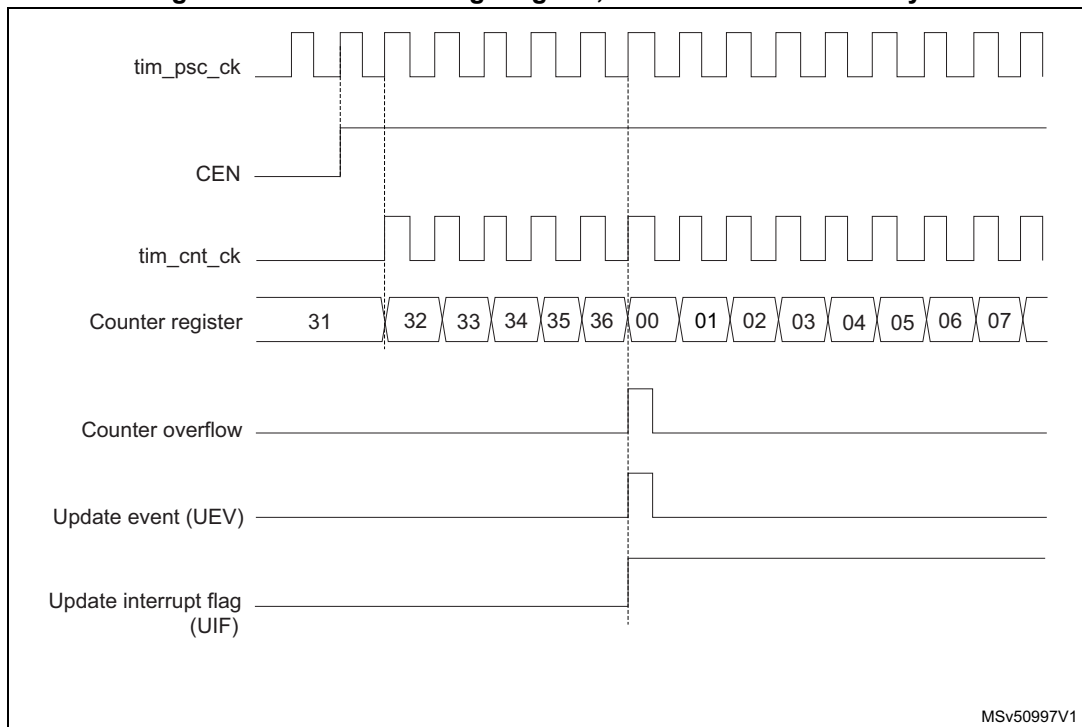 tim_psc_ck
CEN
tim_cnt_ck
Counter register 31 32 33 34 35 36 00 01 02 03 04 05 06 07
Counter overflow
Update event (UEV)
Update interrupt flag
(UIF)
MSv50997V1